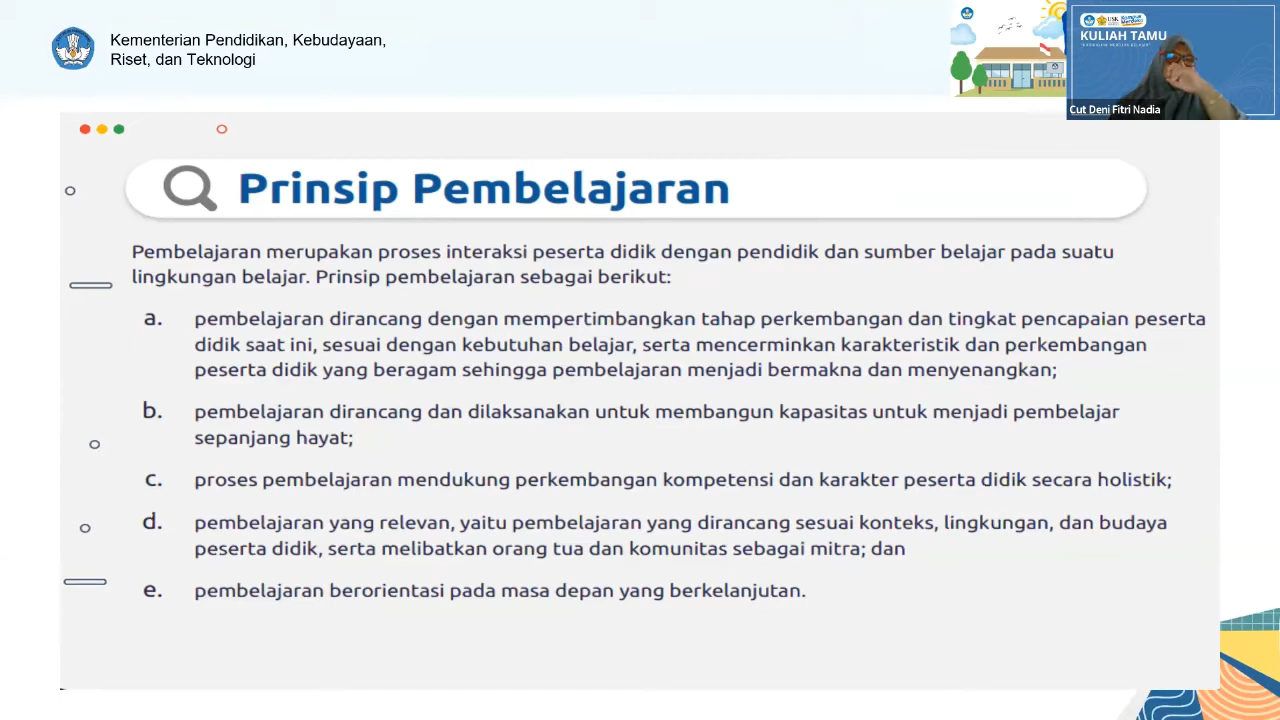 Kementerian Pendidikan, Kebudayaan,
Riset, dan Teknologi
KULIAH TAMU
Cut Deni Fitri Nadia
Prinsip Pembelajaran
Pembelajaran merupakan proses interaksi peserta didik dengan pendidik dan sumber belajar pada suatu
lingkungan belajar. Prinsip pembelajaran sebagai berikut:
a. pembelajaran dirancang dengan mempertimbangkan tahap perkembangan dan tingkat pencapaian peserta
didik saat ini, sesuai dengan kebutuhan belajar, serta mencerminkan karakteristik dan perkembangan
peserta didik yang beragam sehingga pembelajaran menjadi bermakna dan menyenangkan;
b. pembelajaran dirancang dan dilaksanakan untuk membangun kapasitas untuk menjadi pembelajar
sepanjang hayat;
c. proses pembelajaran mendukung perkembangan kompetensi dan karakter peserta didik secara holistik;
d. pembelajaran yang relevan, yaitu pembelajaran yang dirancang sesuai konteks, lingkungan, dan budaya
peserta didik, serta melibatkan orang tua dan komunitas sebagai mitra; dan
e. pembelajaran berorientasi pada masa depan yang berkelanjutan.